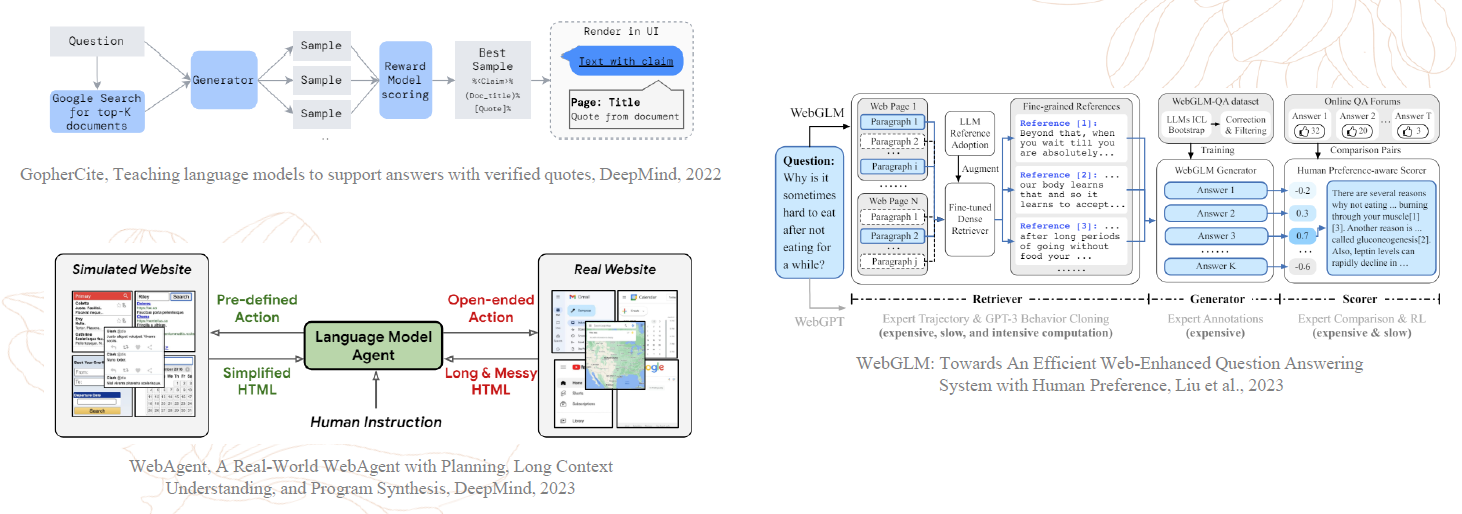 Question
Google Search
for top-K
documents
Generator
Sample
Sample
Sample
..
Reward
Model
scoring
Best
Sample
%<Claim>%
(Doc_title)%
[Quote]%
Render in UI
Text with claim
Page: Title
Quote from document
GopherCite, Teaching language models to support answers with verified quotes, DeepMind, 2022
Simulated Website
Pre-defined
Action
Simplified
HTML
Language Model
Agent
Human Instruction
Open-ended
Action
Long & Messy
HTML
Real Website
Primary
Search
Search
Gmail
Calendar
Home
Shorts
Subscriptions
Library
WebAgent, A Real-World WebAgent with Planning, Long Context
Understanding, and Program Synthesis, DeepMind, 2023
WebGLM
Question:
Why is it
sometimes
hard to eat
after not
eating for
a while?
WebGPT
Web Page 1
Paragraph 1
Paragraph 2
...
Paragraph i
......
Web Page N
Paragraph 1
Paragraph 2
...
Paragraph j
LLM
Reference
Adoption
Augment
Fine-tuned
Dense
Retriever
Fine-grained References
Reference [1]:
Beyond that, when
you wait till you
are absolutely...
Reference [2]: ...
our body learns
that and so it
learns to accept...
Reference [3]: ...
after long periods
of going without
food your ...
......
WebGLM-QA dataset
LLMs ICL
Bootstrap
Correction
& Filtering
Training
WebGLM Generator
Answer 1
Answer 2
Answer 3
......
Answer K
Online QA Forums
Answer 1 Answer 2 ... Answer T
32 20 3
Comparison Pairs
Human Preference-aware Scorer
-0.2
0.3
0.7
......
-0.6
There are several reasons
why not eating ... burning
through your muscle[1]
[3]. Another reason is ...
called gluconeogenesis[2].
Also, leptin levels can
rapidly decline in ...
Retriever
Generator
Scorer
Expert Trajectory & GPT-3 Behavior Cloning
(expensive, slow, and intensive computation)
Expert Annotations
(expensive)
Expert Comparison & RL
(expensive & slow)
WebGLM: Towards An Efficient Web-Enhanced Question Answering
System with Human Preference, Liu et al., 2023